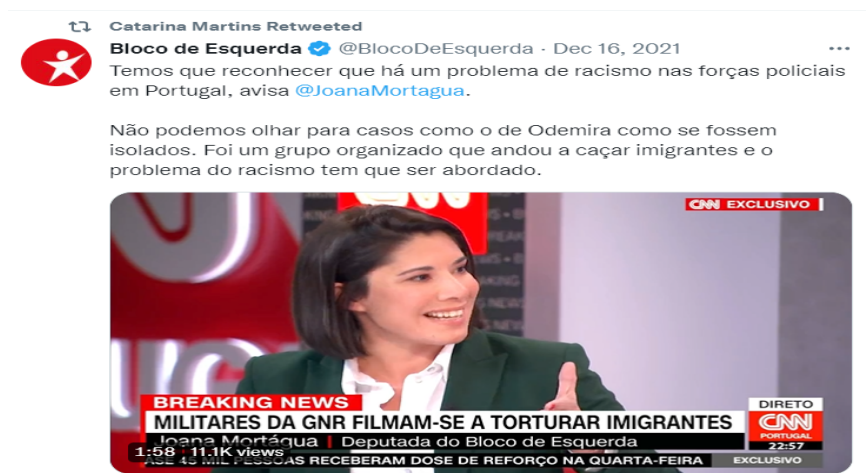 Catarina Martins Retweeted
Bloco de Esquerda @BlocoDeEsquerda · Dec 16, 2021
Temos que reconhecer que há um problema de racismo nas forças policiais
em Portugal, avisa @JoanaMortagua.
Não podemos olhar para casos como o de Odemira como se fossem
isolados. Foi um grupo organizado que andou a caçar imigrantes e o
problema do racismo tem que ser abordado.
CNN EXCLUSIVO
BREAKING NEWS
DIRETO
MILITARES DA GNR FILMAM-SE A TORTURAR IMIGRANTES
CNN
PORTUGAL
Joana Mortágua | Deputada do Bloco de Esquerda
22:57
1:58 · 11.1K views
ASE 45 MIL PESSOAS RECEBERAM DOSE DE REFORÇO NA QUARTA-FEIRA
EXCLUSIVO